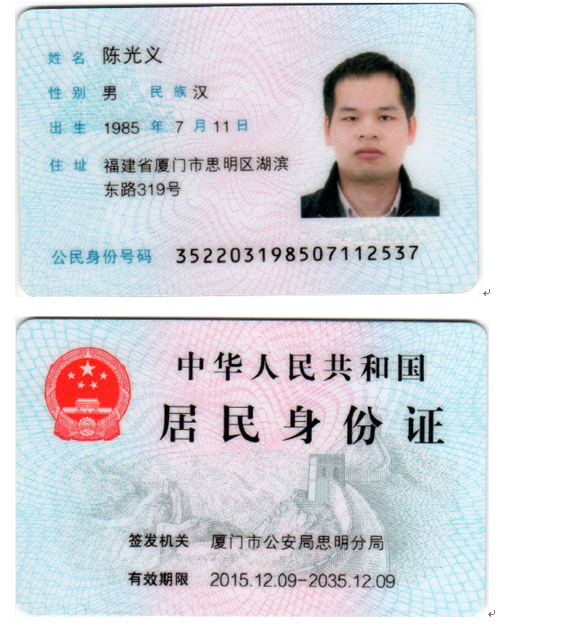 姓名 陈光义
性别 男 民族 汉
出生 1985 年 7 月 11 日
住址 福建省厦门市思明区湖滨
东路319号
公民身份号码 352203198507112537
中华人民共和国
居民身份证
签发机关 厦门市公安局思明分局
有效期限 2015.12.09-2035.12.09